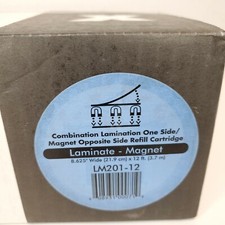 Combination Lamination One Side/
Magnet Opposite Side Refill Cartridge
Laminate - Magnet
8.625" Wide (21.9 cm) x 12 ft. (3.7 m)
LM201-12